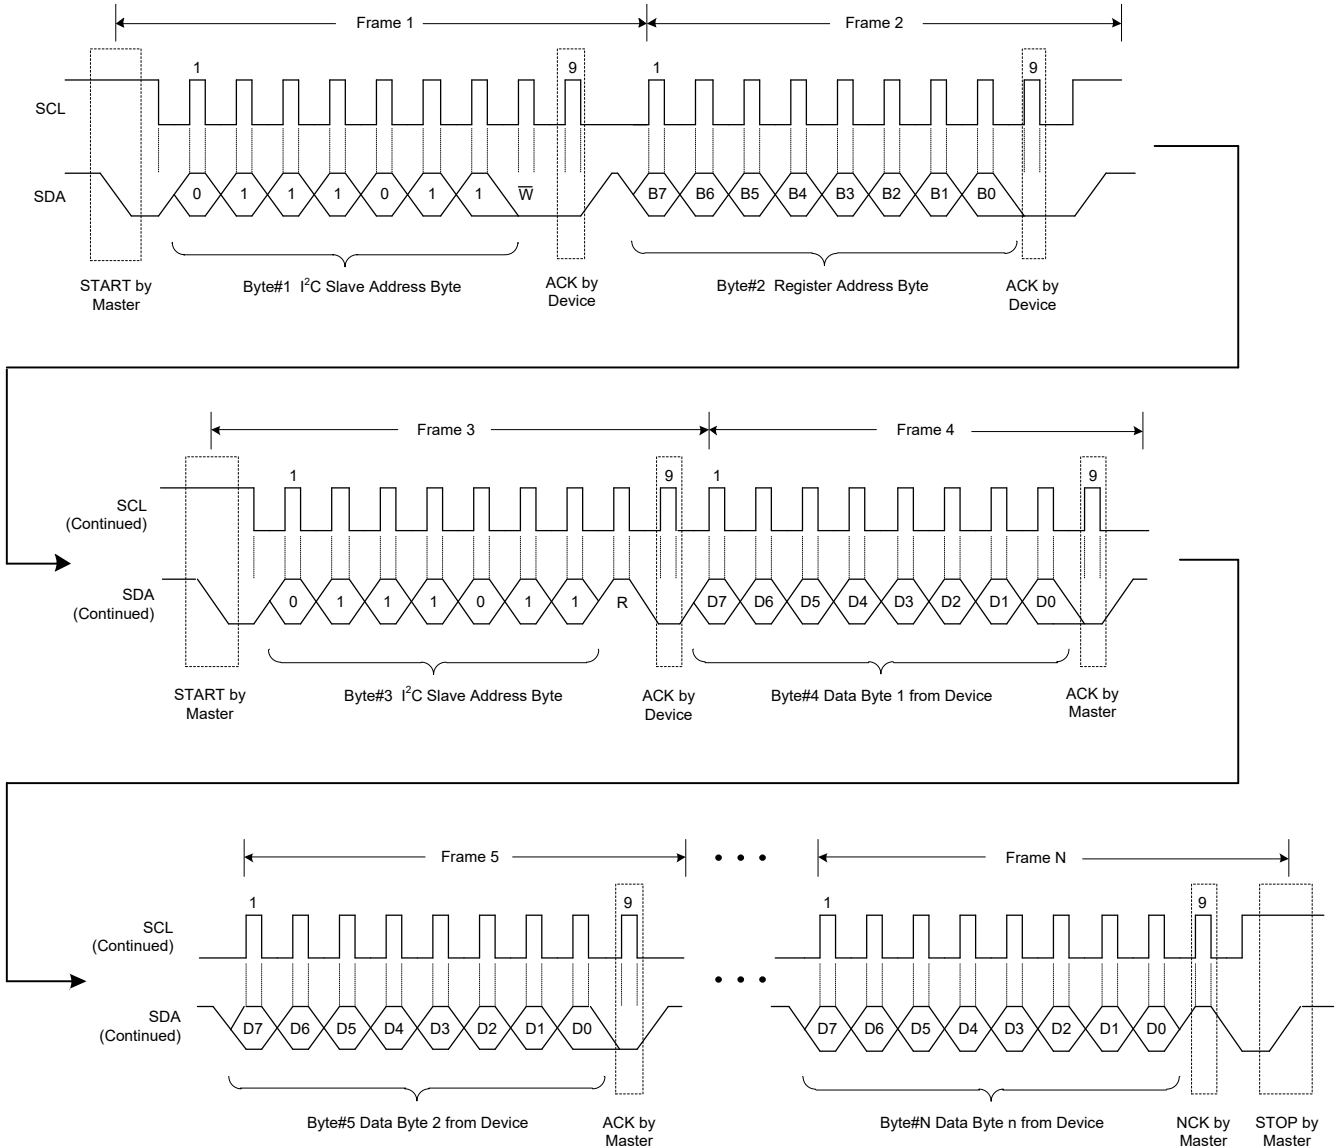 Frame 1 Frame 2
1 9 1 9
SCL
SDA 0 1 1 1 0 1 1 W̅ B7 B6 B5 B4 B3 B2 B1 B0
START by Master
Byte#1 I²C Slave Address Byte
ACK by Device
Byte#2 Register Address Byte
ACK by Device
Frame 3 Frame 4
1 9 1 9
SCL
(Continued)
SDA
(Continued)
0 1 1 1 0 1 1 R D7 D6 D5 D4 D3 D2 D1 D0
START by
Master
Byte#3 I²C Slave Address Byte
ACK by
Device
Byte#4 Data Byte 1 from Device
ACK by
Master
Frame 5 • • • Frame N
1 9 1 9
SCL
(Continued)
• • •
SDA
(Continued)
D7 D6 D5 D4 D3 D2 D1 D0 D7 D6 D5 D4 D3 D2 D1 D0
Byte#5 Data Byte 2 from Device
ACK by
Master
Byte#N Data Byte n from Device
NCK by
Master
STOP by
Master